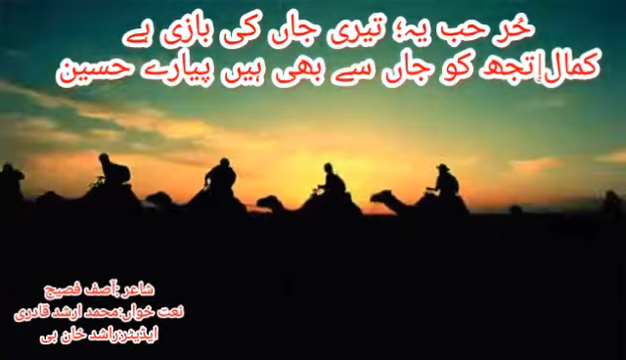 حُر حب یہ؛ تیری جاں کی بازی ہے
کمال!تجھ کو جاں سے بھی ہیں پیارے حسین
شاعر :آصف فصیح
نعت خواں:محمد ارشد قادری
ایڈیٹر:راشد خان بی